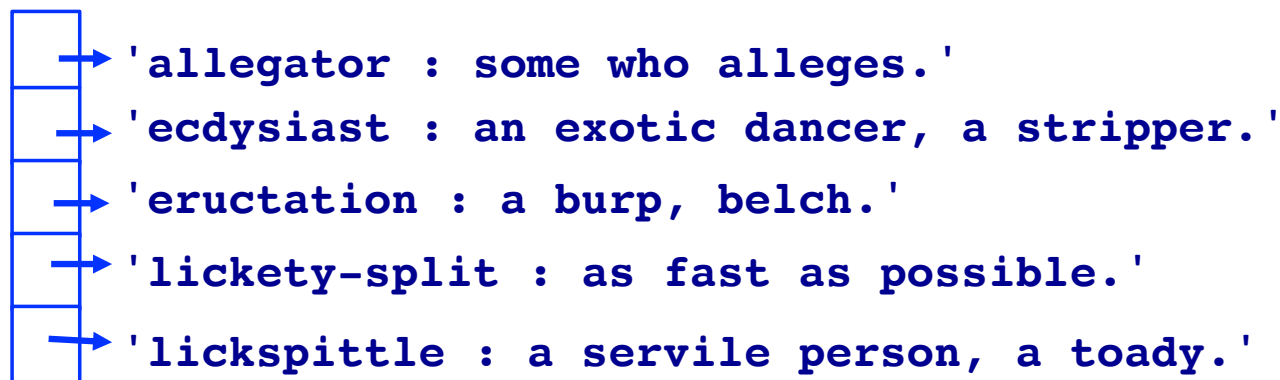 'allegator : some who alleges.'
'ecdysiast : an exotic dancer, a stripper.'
'eructation : a burp, belch.'
'lickety-split : as fast as possible.'
'lickspittle : a servile person, a toady.'